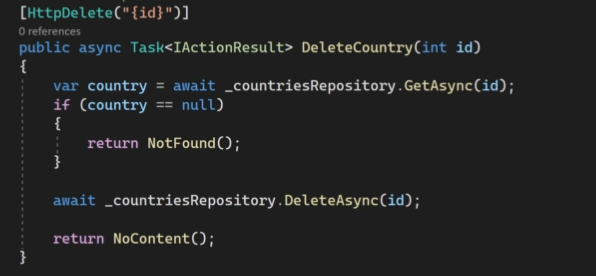 [HttpDelete("{id}")]
0 references
public async Task<IActionResult> DeleteCountry(int id)
{
var country = await _countriesRepository.GetAsync(id);
if (country == null)
{
return NotFound();
}
await _countriesRepository.DeleteAsync(id);
return NoContent();
}